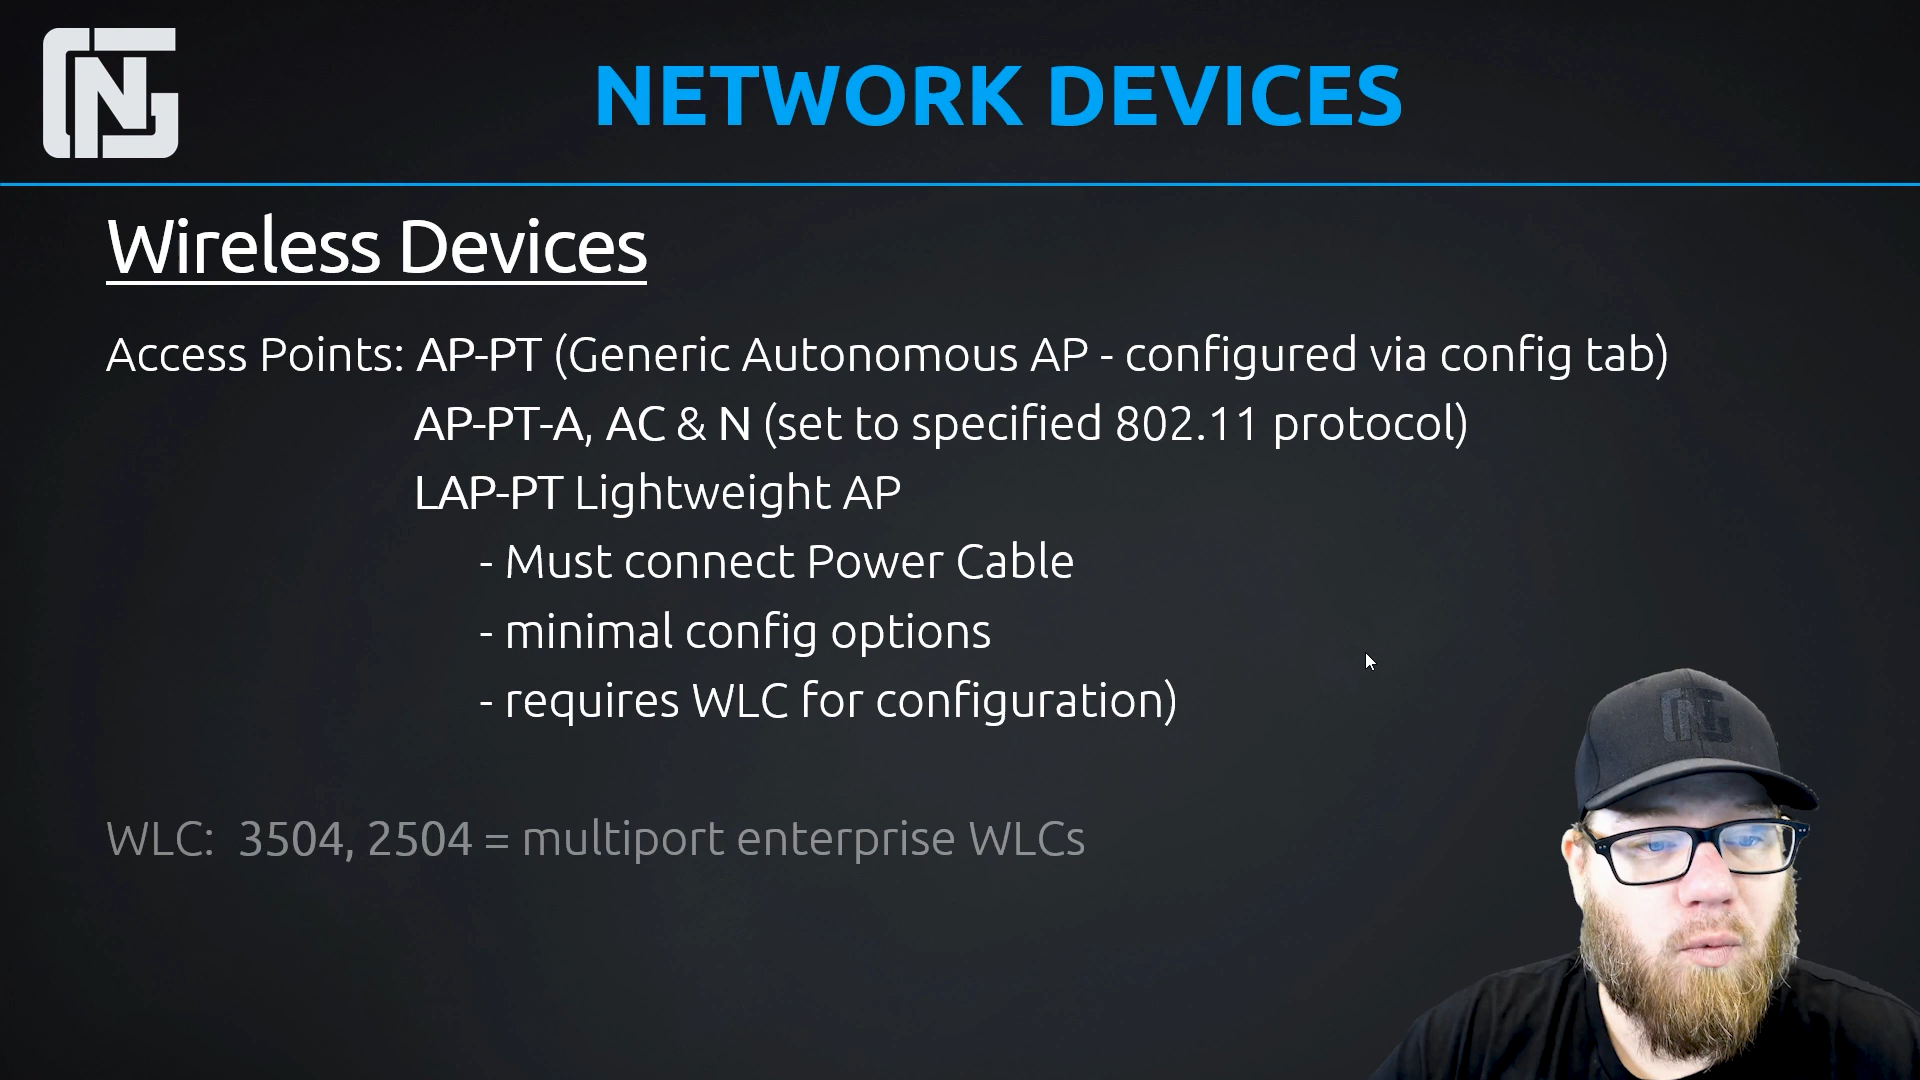 NG
NETWORK DEVICES
Wireless Devices
Access Points: AP-PT (Generic Autonomous AP - configured via config tab)
AP-PT-A, AC & N (set to specified 802.11 protocol)
LAP-PT Lightweight AP
- Must connect Power Cable
- minimal config options
- requires WLC for configuration)
WLC: 3504, 2504 = multiport enterprise WLCs
NG